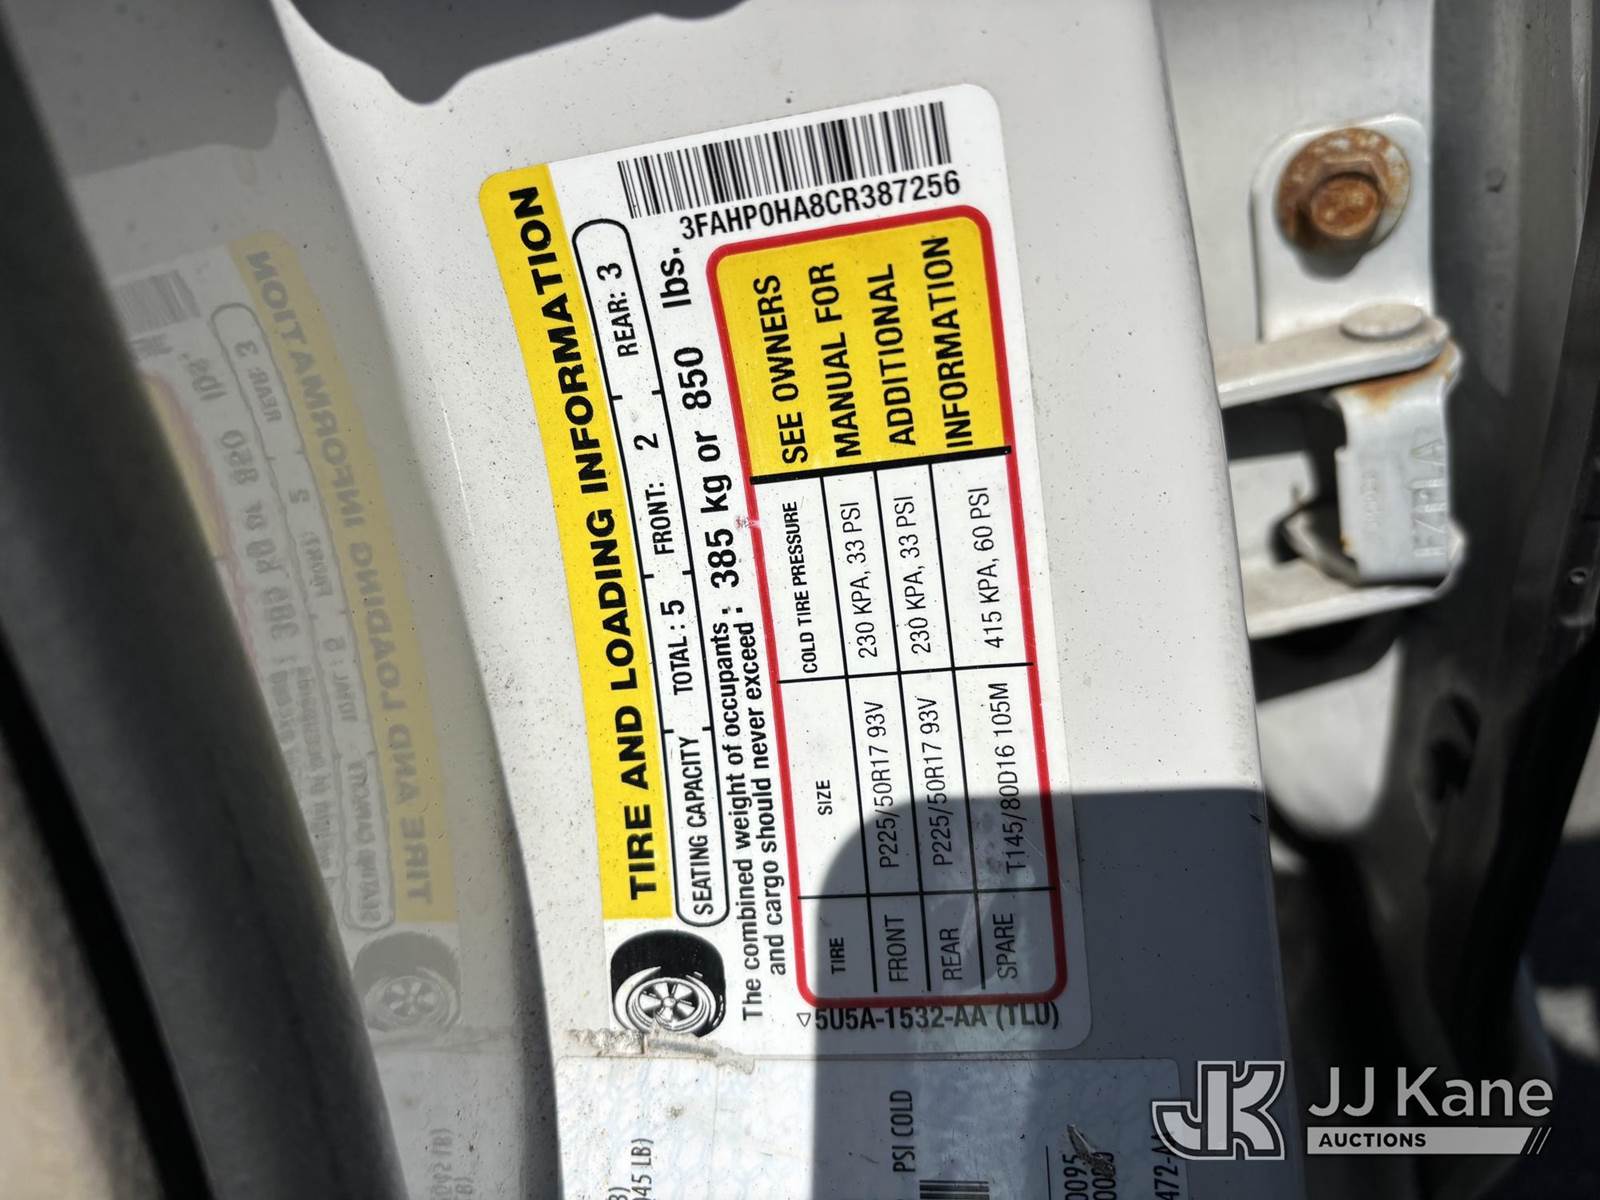 TIRE AND LOADING INFORMATION
SEATING CAPACITY TOTAL : 5 FRONT: 2 REAR: 3
The combined weight of occupants and cargo should never exceed : 385 kg or 850 lbs.
3FAHP0HA8CR387256
TIRE SIZE COLD TIRE PRESSURE
FRONT P225/50R17 93V 230 KPA, 33 PSI
REAR P225/50R17 93V 230 KPA, 33 PSI
SPARE T145/80D16 105M 415 KPA, 60 PSI
SEE OWNERS
MANUAL FOR
ADDITIONAL
INFORMATION
5U5A-1532-AA (TLU)
045 LB)
PSI COLD
0095
JJ Kane
AUCTIONS